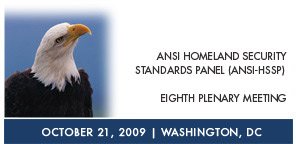 ANSI HOMELAND SECURITY
STANDARDS PANEL (ANSI-HSSP)
EIGHTH PLENARY MEETING
OCTOBER 21, 2009 | WASHINGTON, DC